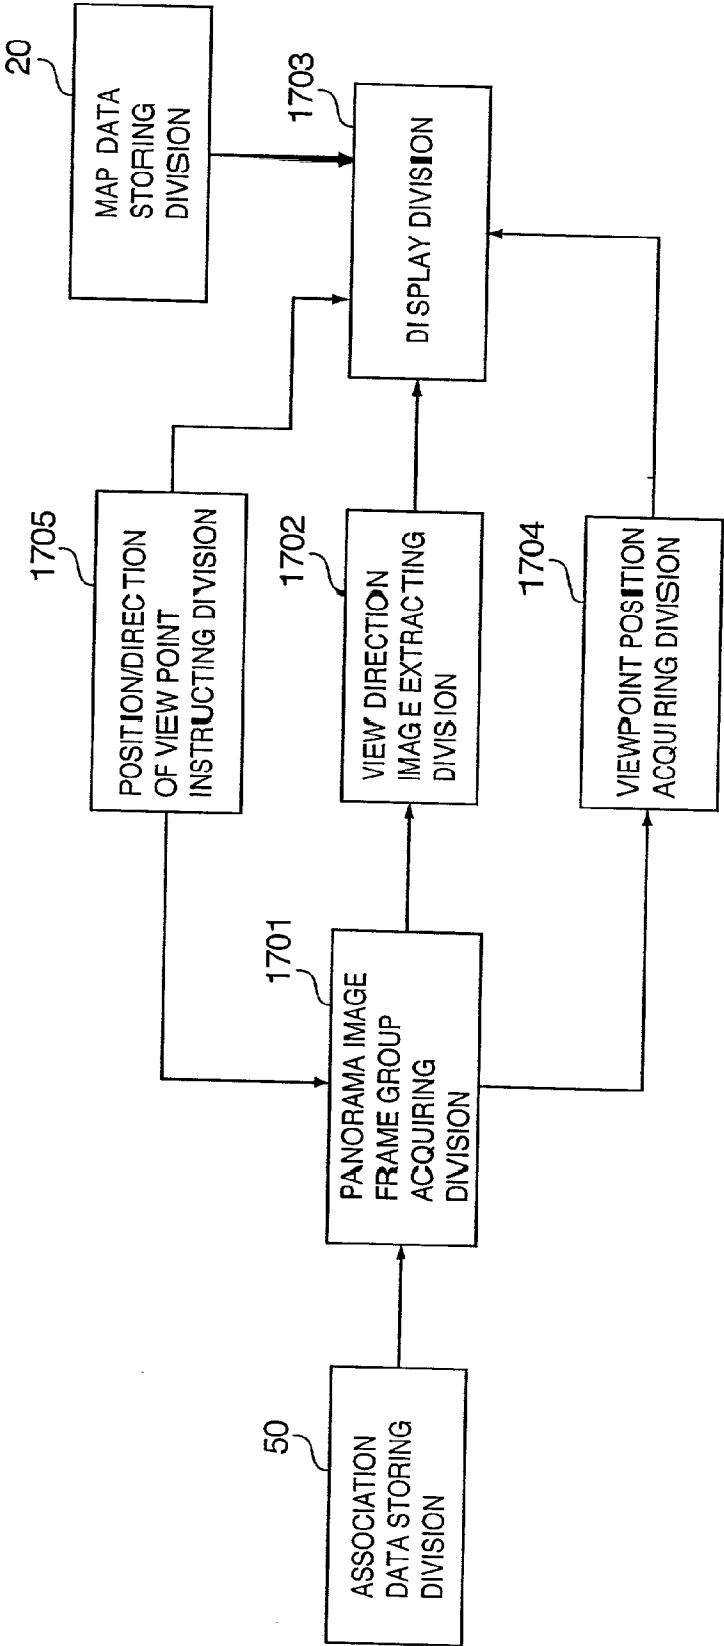 20
MAP DATA
STORING
DIVISION
1703
DISPLAY DIVISION
1705
POSITION/DIRECTION
OF VIEW POINT
INSTRUCTING DIVISION
1702
VIEW DIRECTION
IMAGE EXTRACTING
DIVISION
1704
VIEWPOINT POSITION
ACQUIRING DIVISION
1701
PANORAMA IMAGE
FRAME GROUP
ACQUIRING
DIVISION
50
ASSOCIATION
DATA STORING
DIVISION